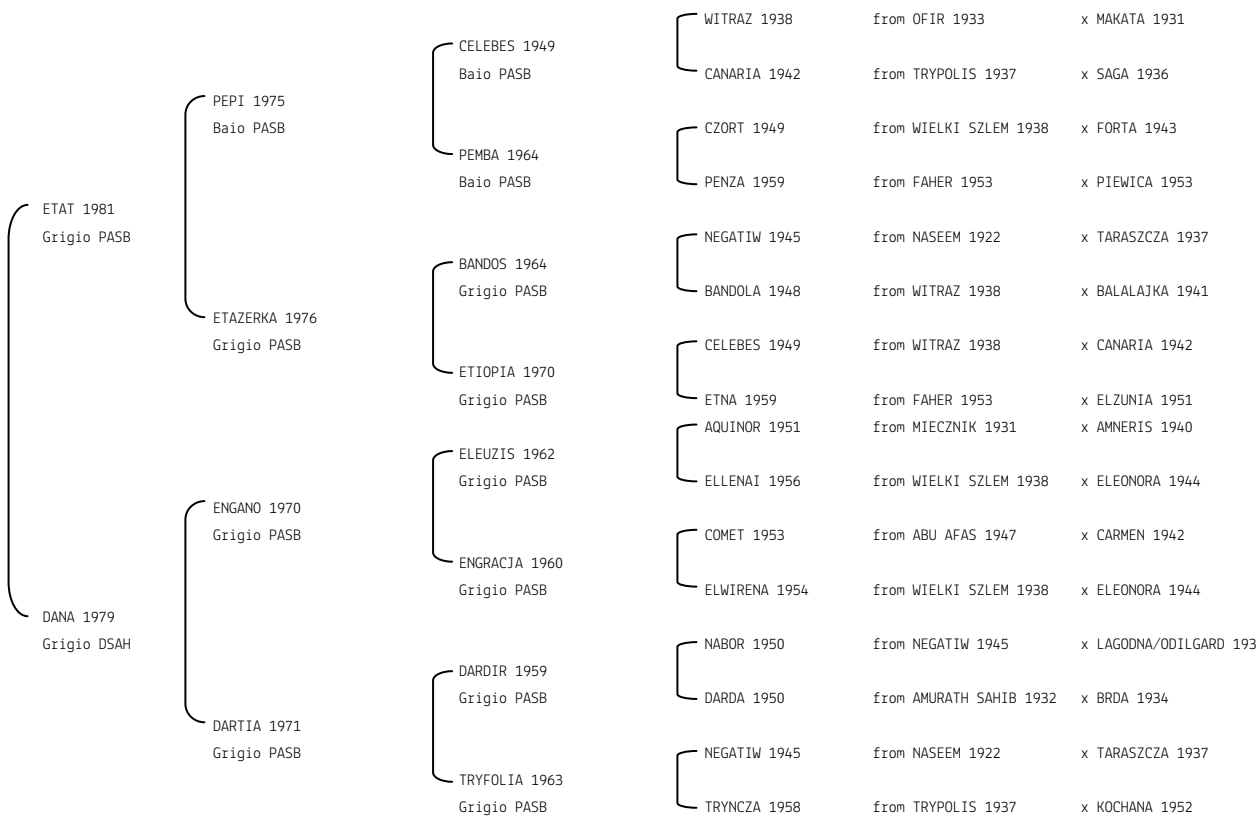 WITRAZ 1938 from OFIR 1933 x MAKATA 1931
CELEBES 1949
Baio PASB
CANARIA 1942 from TRYPOLIS 1937 x SAGA 1936
PEPI 1975
Baio PASB
CZORT 1949 from WIELKI SZLEM 1938 x FORTA 1943
PEMBA 1964
Baio PASB
PENZA 1959 from FAHER 1953 x PIEWICA 1953
ETAT 1981
Grigio PASB
NEGATIW 1945 from NASEEM 1922 x TARASZCZA 1937
BANDOS 1964
Grigio PASB
BANDOLA 1948 from WITRAZ 1938 x BALALAJKA 1941
ETAZERKA 1976
Grigio PASB
CELEBES 1949 from WITRAZ 1938 x CANARIA 1942
ETIOPIA 1970
Grigio PASB
ETNA 1959 from FAHER 1953 x ELZUNIA 1951
AQUINOR 1951 from MIECZNIK 1931 x AMNERIS 1940
ELEUZIS 1962
Grigio PASB
ELLENAI 1956 from WIELKI SZLEM 1938 x ELEONORA 1944
ENGANO 1970
Grigio PASB
COMET 1953 from ABU AFAS 1947 x CARMEN 1942
ENGRACJA 1960
Grigio PASB
ELWIRENA 1954 from WIELKI SZLEM 1938 x ELEONORA 1944
DANA 1979
Grigio DSAH
NABOR 1950 from NEGATIW 1945 x LAGODNA/ODILGARD 193
DARDIR 1959
Grigio PASB
DARDA 1950 from AMURATH SAHIB 1932 x BRDA 1934
DARTIA 1971
Grigio PASB
NEGATIW 1945 from NASEEM 1922 x TARASZCZA 1937
TRYFOLIA 1963
Grigio PASB
TRYNCZA 1958 from TRYPOLIS 1937 x KOCHANA 1952